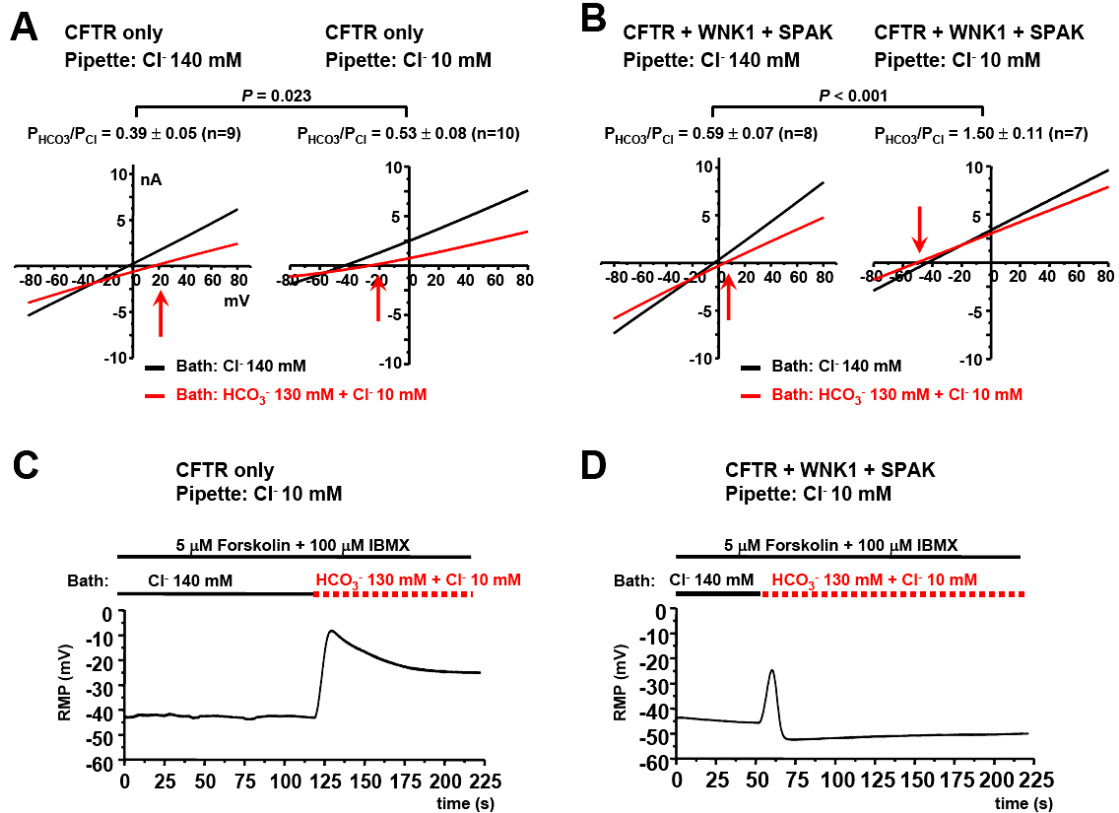 A
CFTR only
Pipette: Cl- 140 mM
CFTR only
Pipette: Cl- 10 mM
P = 0.023
PHCO3/PCl = 0.39 ± 0.05 (n=9)
PHCO3/PCl = 0.53 ± 0.08 (n=10)
10
nA
5
-80 -60 -40 -20 0 20 40 60 80
mV
-5
-10
10
5
-80 -60 -40 -20 0 20 40 60 80
-5
-10
Bath: Cl- 140 mM
Bath: HCO3- 130 mM + Cl- 10 mM
B
CFTR + WNK1 + SPAK
Pipette: Cl- 140 mM
CFTR + WNK1 + SPAK
Pipette: Cl- 10 mM
P < 0.001
PHCO3/PCl = 0.59 ± 0.07 (n=8)
PHCO3/PCl = 1.50 ± 0.11 (n=7)
10
5
-80 -60 -40 -20 0 20 40 60 80
-5
-10
10
5
-80 -60 -40 -20 0 20 40 60 80
-5
-10
Bath: Cl- 140 mM
Bath: HCO3- 130 mM + Cl- 10 mM
C
CFTR only
Pipette: Cl- 10 mM
5 µM Forskolin + 100 µM IBMX
Bath: Cl- 140 mM HCO3- 130 mM + Cl- 10 mM
RMP (mV)
0
-10
-20
-30
-40
-50
-60
0 25 50 75 100 125 150 175 200 225
time (s)
D
CFTR + WNK1 + SPAK
Pipette: Cl- 10 mM
5 µM Forskolin + 100 µM IBMX
Bath: Cl- 140 mM HCO3- 130 mM + Cl- 10 mM
RMP (mV)
0
-10
-20
-30
-40
-50
-60
0 25 50 75 100 125 150 175 200 225
time (s)